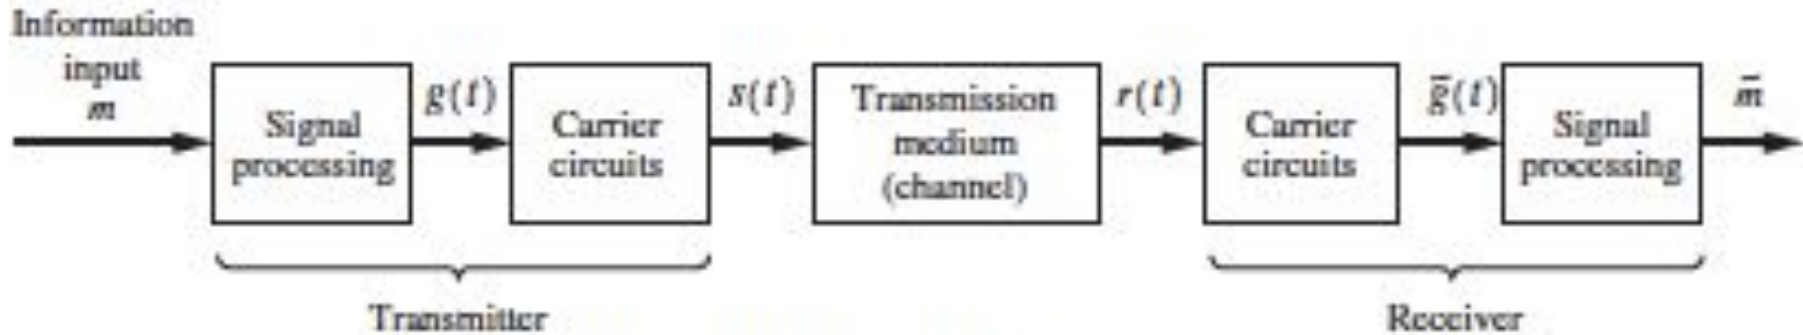 Information
input
m
Signal
processing
g(t)
Carrier
circuits
s(t)
Transmission
medium
(channel)
r(t)
Carrier
circuits
g̃(t)
Signal
processing
m̃
Transmitter
Receiver